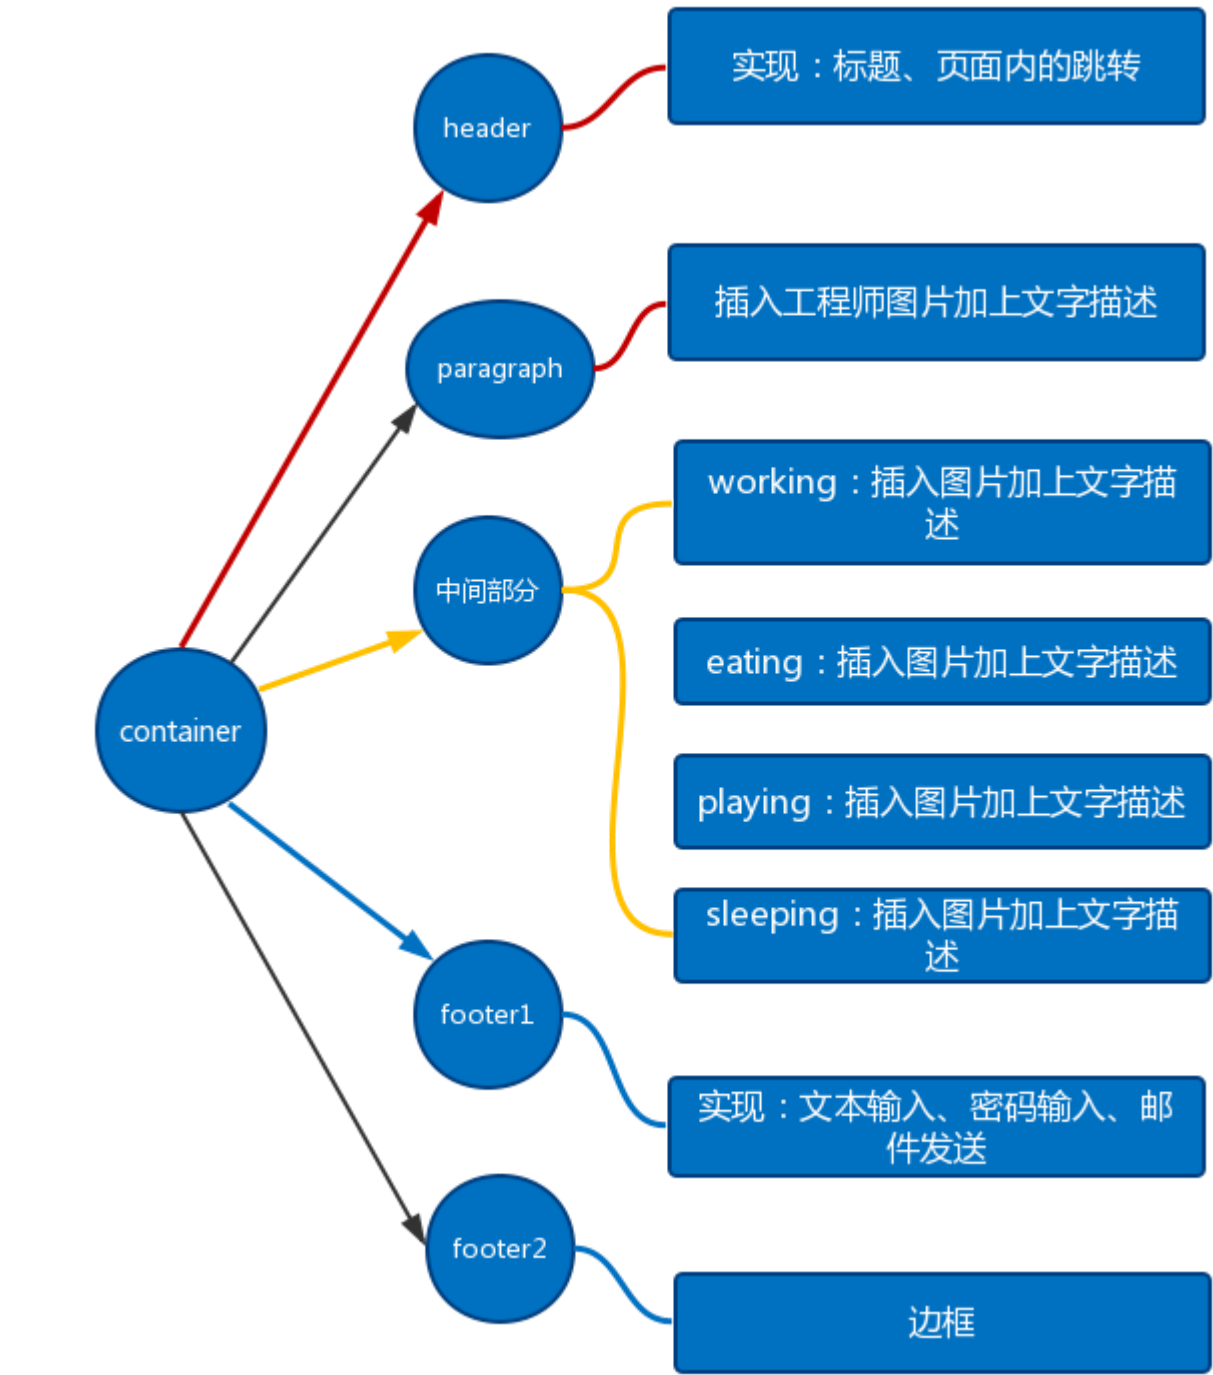 实现：标题、页面内的跳转
header
插入工程师图片加上文字描述
paragraph
working：插入图片加上文字描
述
中间部分
eating：插入图片加上文字描述
container
playing：插入图片加上文字描述
sleeping：插入图片加上文字描
述
footer1
实现：文本输入、密码输入、邮
件发送
footer2
边框